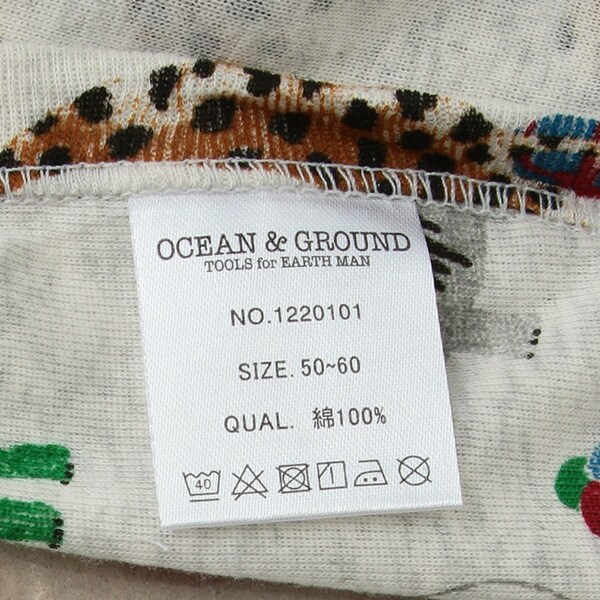 OCEAN & GROUND
TOOLS for EARTH MAN
NO.1220101
SIZE. 50~60
QUAL. 綿100%
40